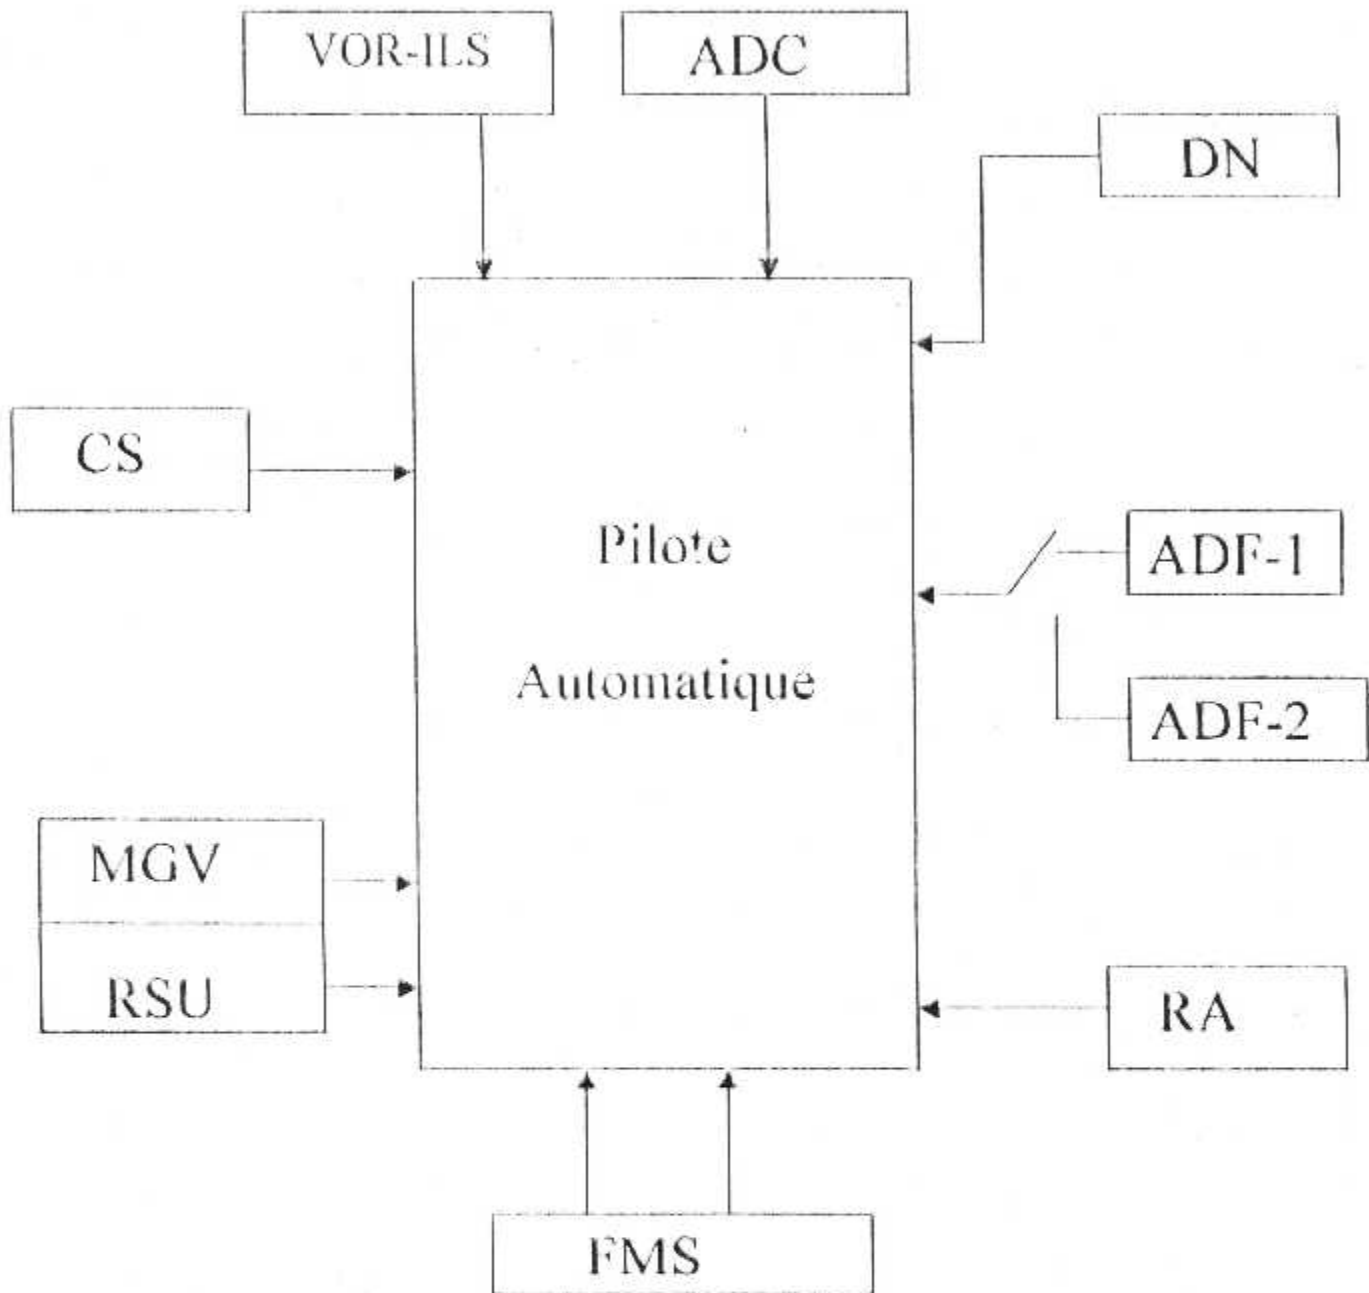 VOR-ILS
ADC
DN
CS
Pilote
Automatique
ADF-1
ADF-2
MGV
RSU
RA
FMS